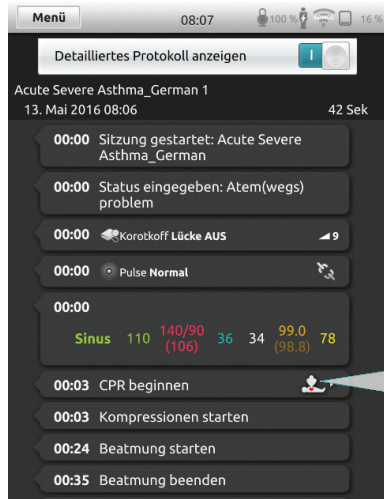 Menü 08:07 100 % APHCC 16 %
Detailliertes Protokoll anzeigen I
Acute Severe Asthma_German 1
13. Mai 2016 08:06 42 Sek
00:00 Sitzung gestartet: Acute Severe
Asthma_German
00:00 Status eingegeben: Atem(wegs)
problem
00:00 Korotkoff Lücke AUS 9
00:00 Pulse Normal
00:00
Sinus 110 140/90 36 34 99.0 78
(106) (98.8)
00:03 CPR beginnen
00:03 Kompressionen starten
00:24 Beatmung starten
00:35 Beatmung beenden